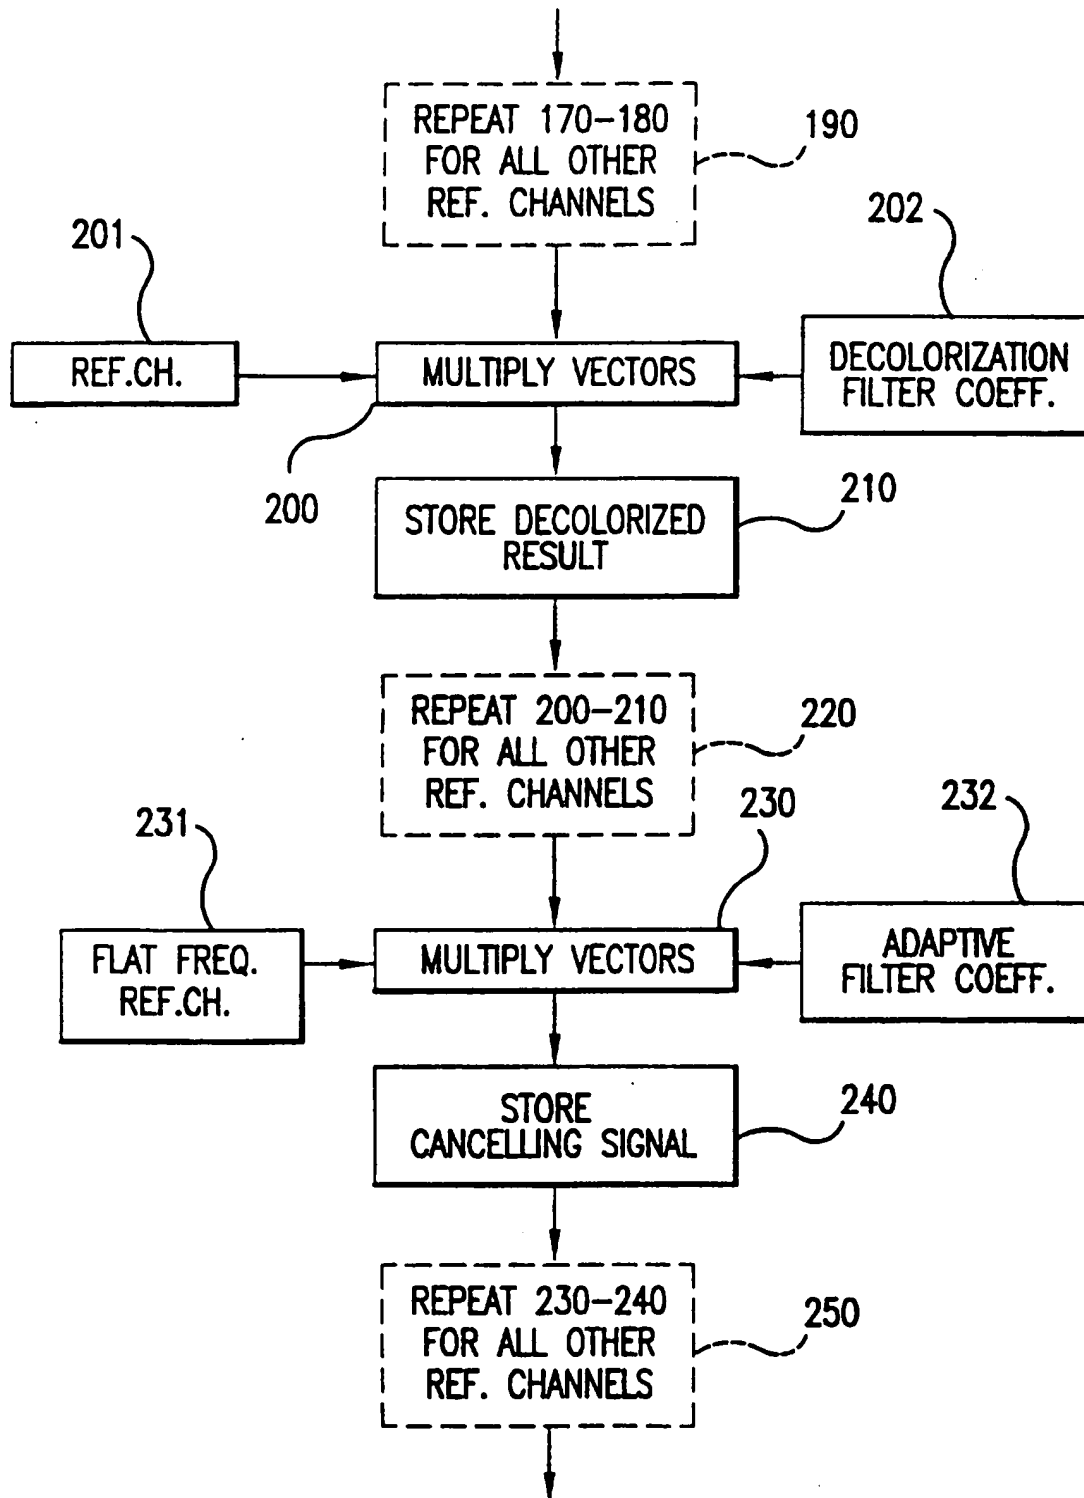 REPEAT 170-180
FOR ALL OTHER
REF. CHANNELS
190
201
202
REF.CH.
MULTIPLY VECTORS
DECOLORIZATION
FILTER COEFF.
200
210
STORE DECOLORIZED
RESULT
REPEAT 200-210
FOR ALL OTHER
REF. CHANNELS
220
231
230
232
FLAT FREQ.
REF.CH.
MULTIPLY VECTORS
ADAPTIVE
FILTER COEFF.
STORE
CANCELLING SIGNAL
240
REPEAT 230-240
FOR ALL OTHER
REF. CHANNELS
250